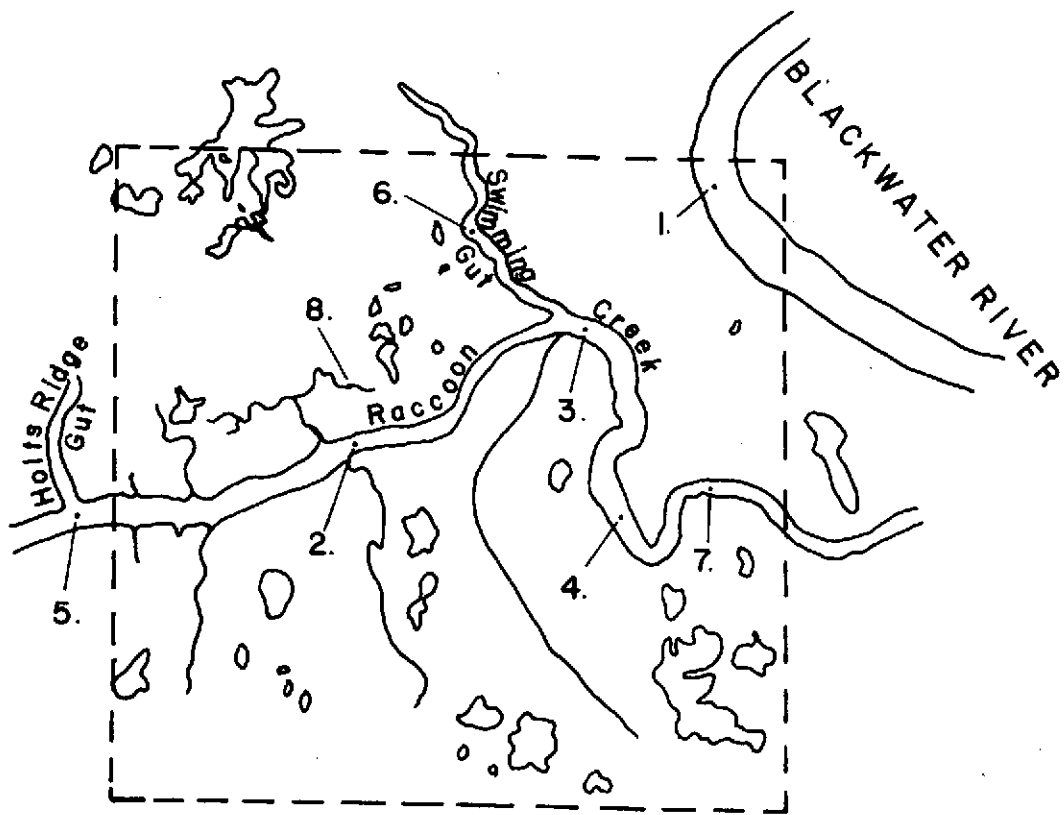 BLACKWATER RIVER
1.
6.
Swimming
Gut
Creek
8.
Raccoon
3.
Holts Ridge
Gut
2.
4.
7.
5.